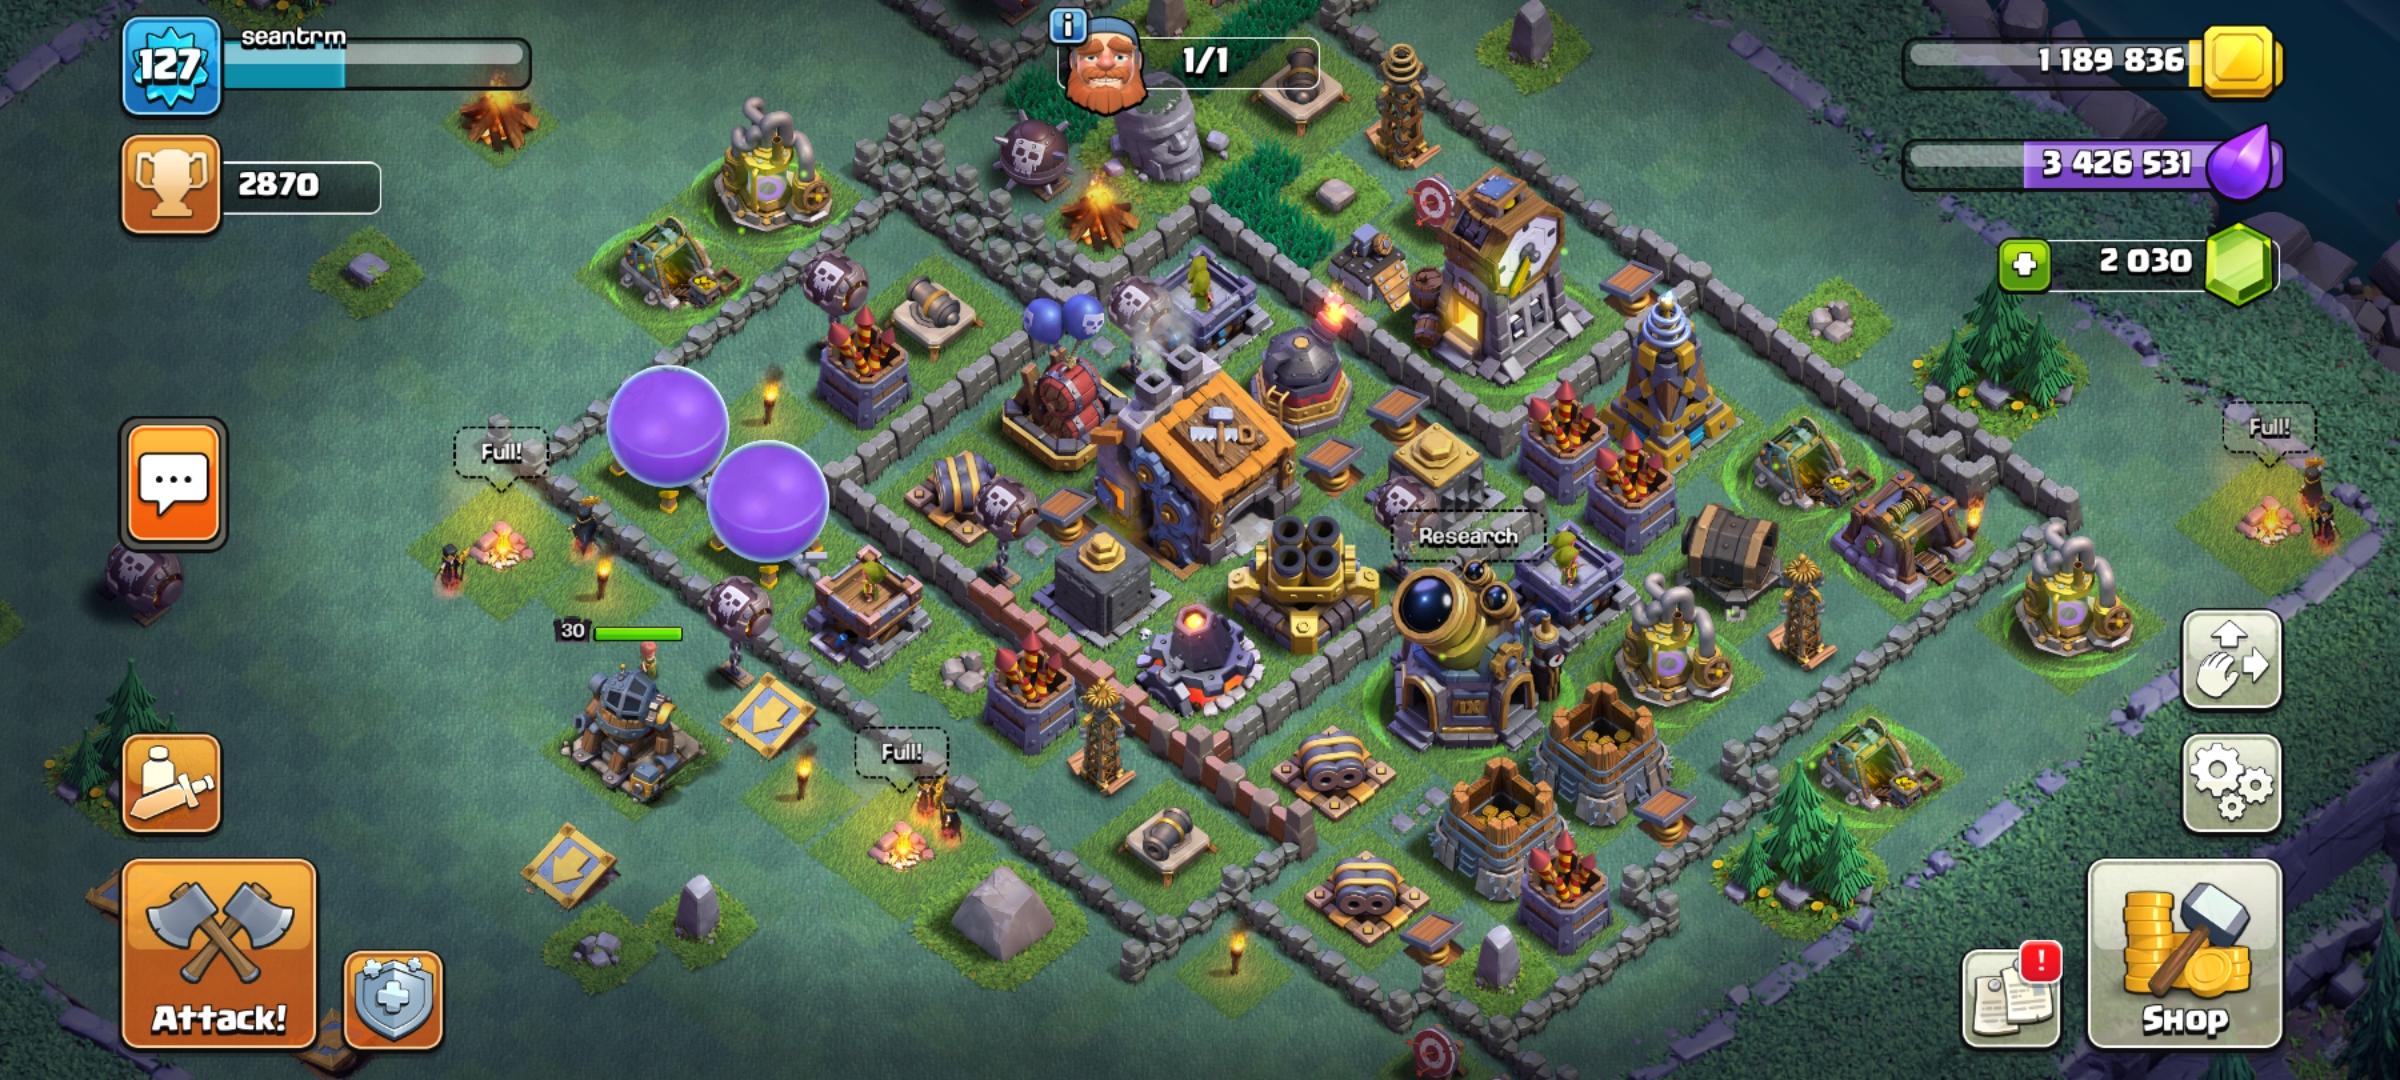 127
seantrm
i
1/1
1 189 836
2870
3 426 531
2 030
Full!
Full!
Research
30
Full!
IX
!
Attack!
Shop